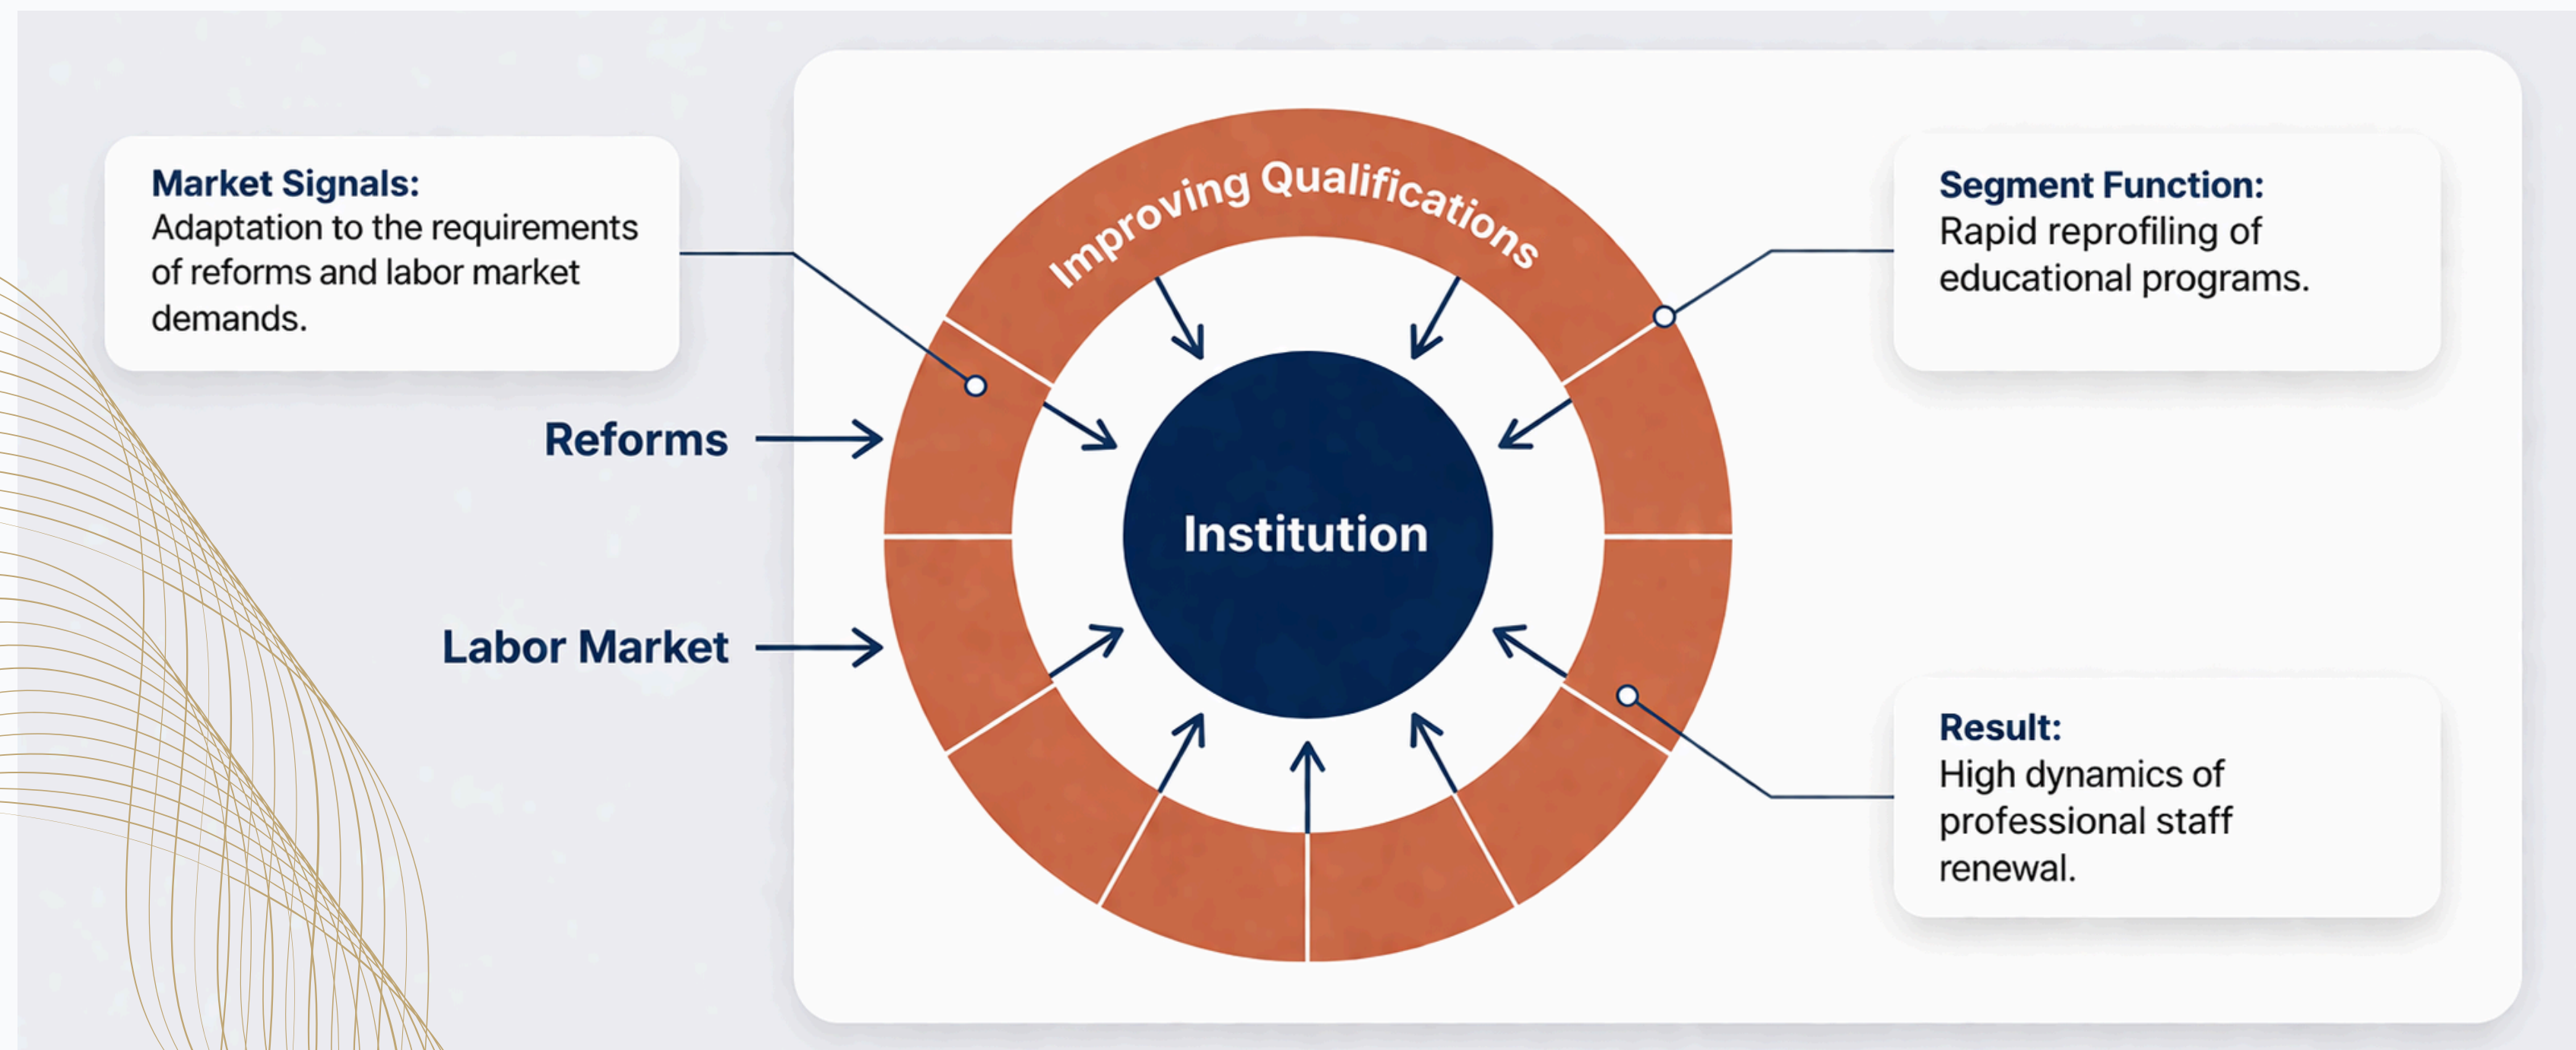 Market Signals:
Adaptation to the requirements
of reforms and labor market
demands.
Reforms
Labor Market
Improving Qualifications
Institution
Segment Function:
Rapid reprofiling of
educational programs.
Result:
High dynamics of
professional staff
renewal.